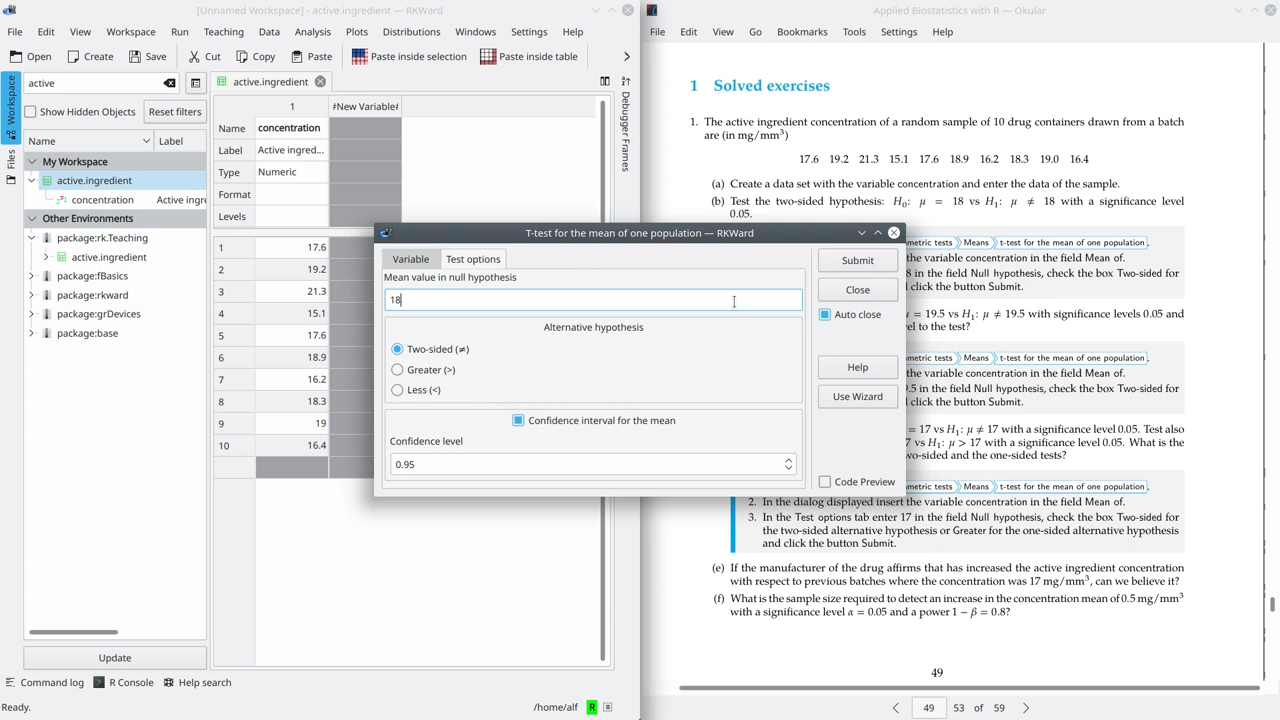 [Unnamed Workspace] - active.ingredient — RKWard
File Edit View Workspace Run Teaching Data Analysis Plots Distributions Windows Settings Help
Open Create Save Cut Copy Paste Paste inside selection Paste inside table
active
Show Hidden Objects Reset filters
Name Label
My Workspace
active.ingredient
concentration Active ingre
Other Environments
package:rk.Teaching
active.ingredient
package:fBasics
package:rkward
package:grDevices
package:base
Update
Workspace
Files
active.ingredient
1 #New Variable#
Name concentration
Label Active ingred...
Type Numeric
Format
Levels
1 17.6
2 19.2
3 21.3
4 15.1
5 17.6
6 18.9
7 16.2
8 18.3
9 19
10 16.4
Debugger Frames
Command log R Console Help search
Ready. /home/alf R
T-test for the mean of one population — RKWard
Variable Test options
Mean value in null hypothesis
18
Alternative hypothesis
Two-sided (≠)
Greater (>)
Less (<)
Confidence interval for the mean
Confidence level
0.95
Submit
Close
Auto close
Help
Use Wizard
Code Preview
Applied Biostatistics with R — Okular
File Edit View Go Bookmarks Tools Settings Help
1 Solved exercises
1. The active ingredient concentration of a random sample of 10 drug containers drawn from a batch
are (in mg/mm³)
17.6 19.2 21.3 15.1 17.6 18.9 16.2 18.3 19.0 16.4
(a) Create a data set with the variable concentration and enter the data of the sample.
(b) Test the two-sided hypothesis: H₀: μ = 18 vs H₁: μ ≠ 18 with a significance level
0.05.
metric tests Means t-test for the mean of one population.
the variable concentration in the field Mean of.
8 in the field Null hypothesis, check the box Two-sided for
click the button Submit.
= 19.5 vs H₁: μ ≠ 19.5 with significance levels 0.05 and
vel to the test?
metric tests Means t-test for the mean of one population.
the variable concentration in the field Mean of.
9.5 in the field Null hypothesis, check the box Two-sided for
click the button Submit.
= 17 vs H₁: μ ≠ 17 with a significance level 0.05. Test also
7 vs H₁: μ > 17 with a significance level 0.05. What is the
wo-sided and the one-sided tests?
metric tests Means t-test for the mean of one population.
2. In the dialog displayed insert the variable concentration in the field Mean of.
3. In the Test options tab enter 17 in the field Null hypothesis, check the box Two-sided for
the two-sided alternative hypothesis or Greater for the one-sided alternative hypothesis
and click the button Submit.
(e) If the manufacturer of the drug affirms that has increased the active ingredient concentration
with respect to previous batches where the concentration was 17 mg/mm³, can we believe it?
(f) What is the sample size required to detect an increase in the concentration mean of 0.5 mg/mm³
with a significance level α = 0.05 and a power 1 − β = 0.8?
49
49 53 of 59